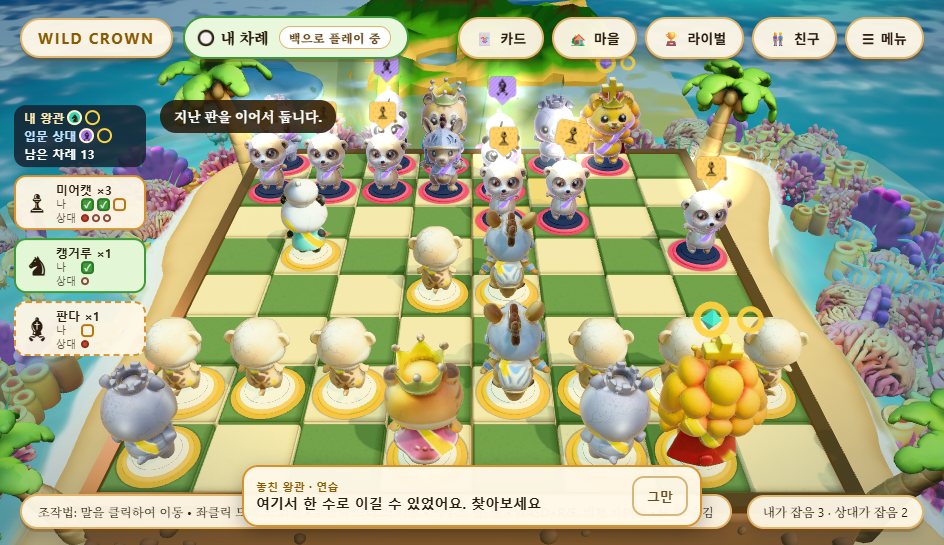 WILD CROWN
내 차례
백으로 플레이 중
카드
마을
라이벌
친구
☰ 메뉴
지난 판을 이어서 둡니다.
내 왕관
입문 상대
남은 차례 13
미어캣 ×3
나
상대
캥거루 ×1
나
상대
판다 ×1
나
상대
놓친 왕관 · 연습
여기서 한 수로 이길 수 있었어요. 찾아보세요
그만
조작법: 말을 클릭하여 이동 • 좌클릭
김
내가 잡음 3 · 상대가 잡음 2